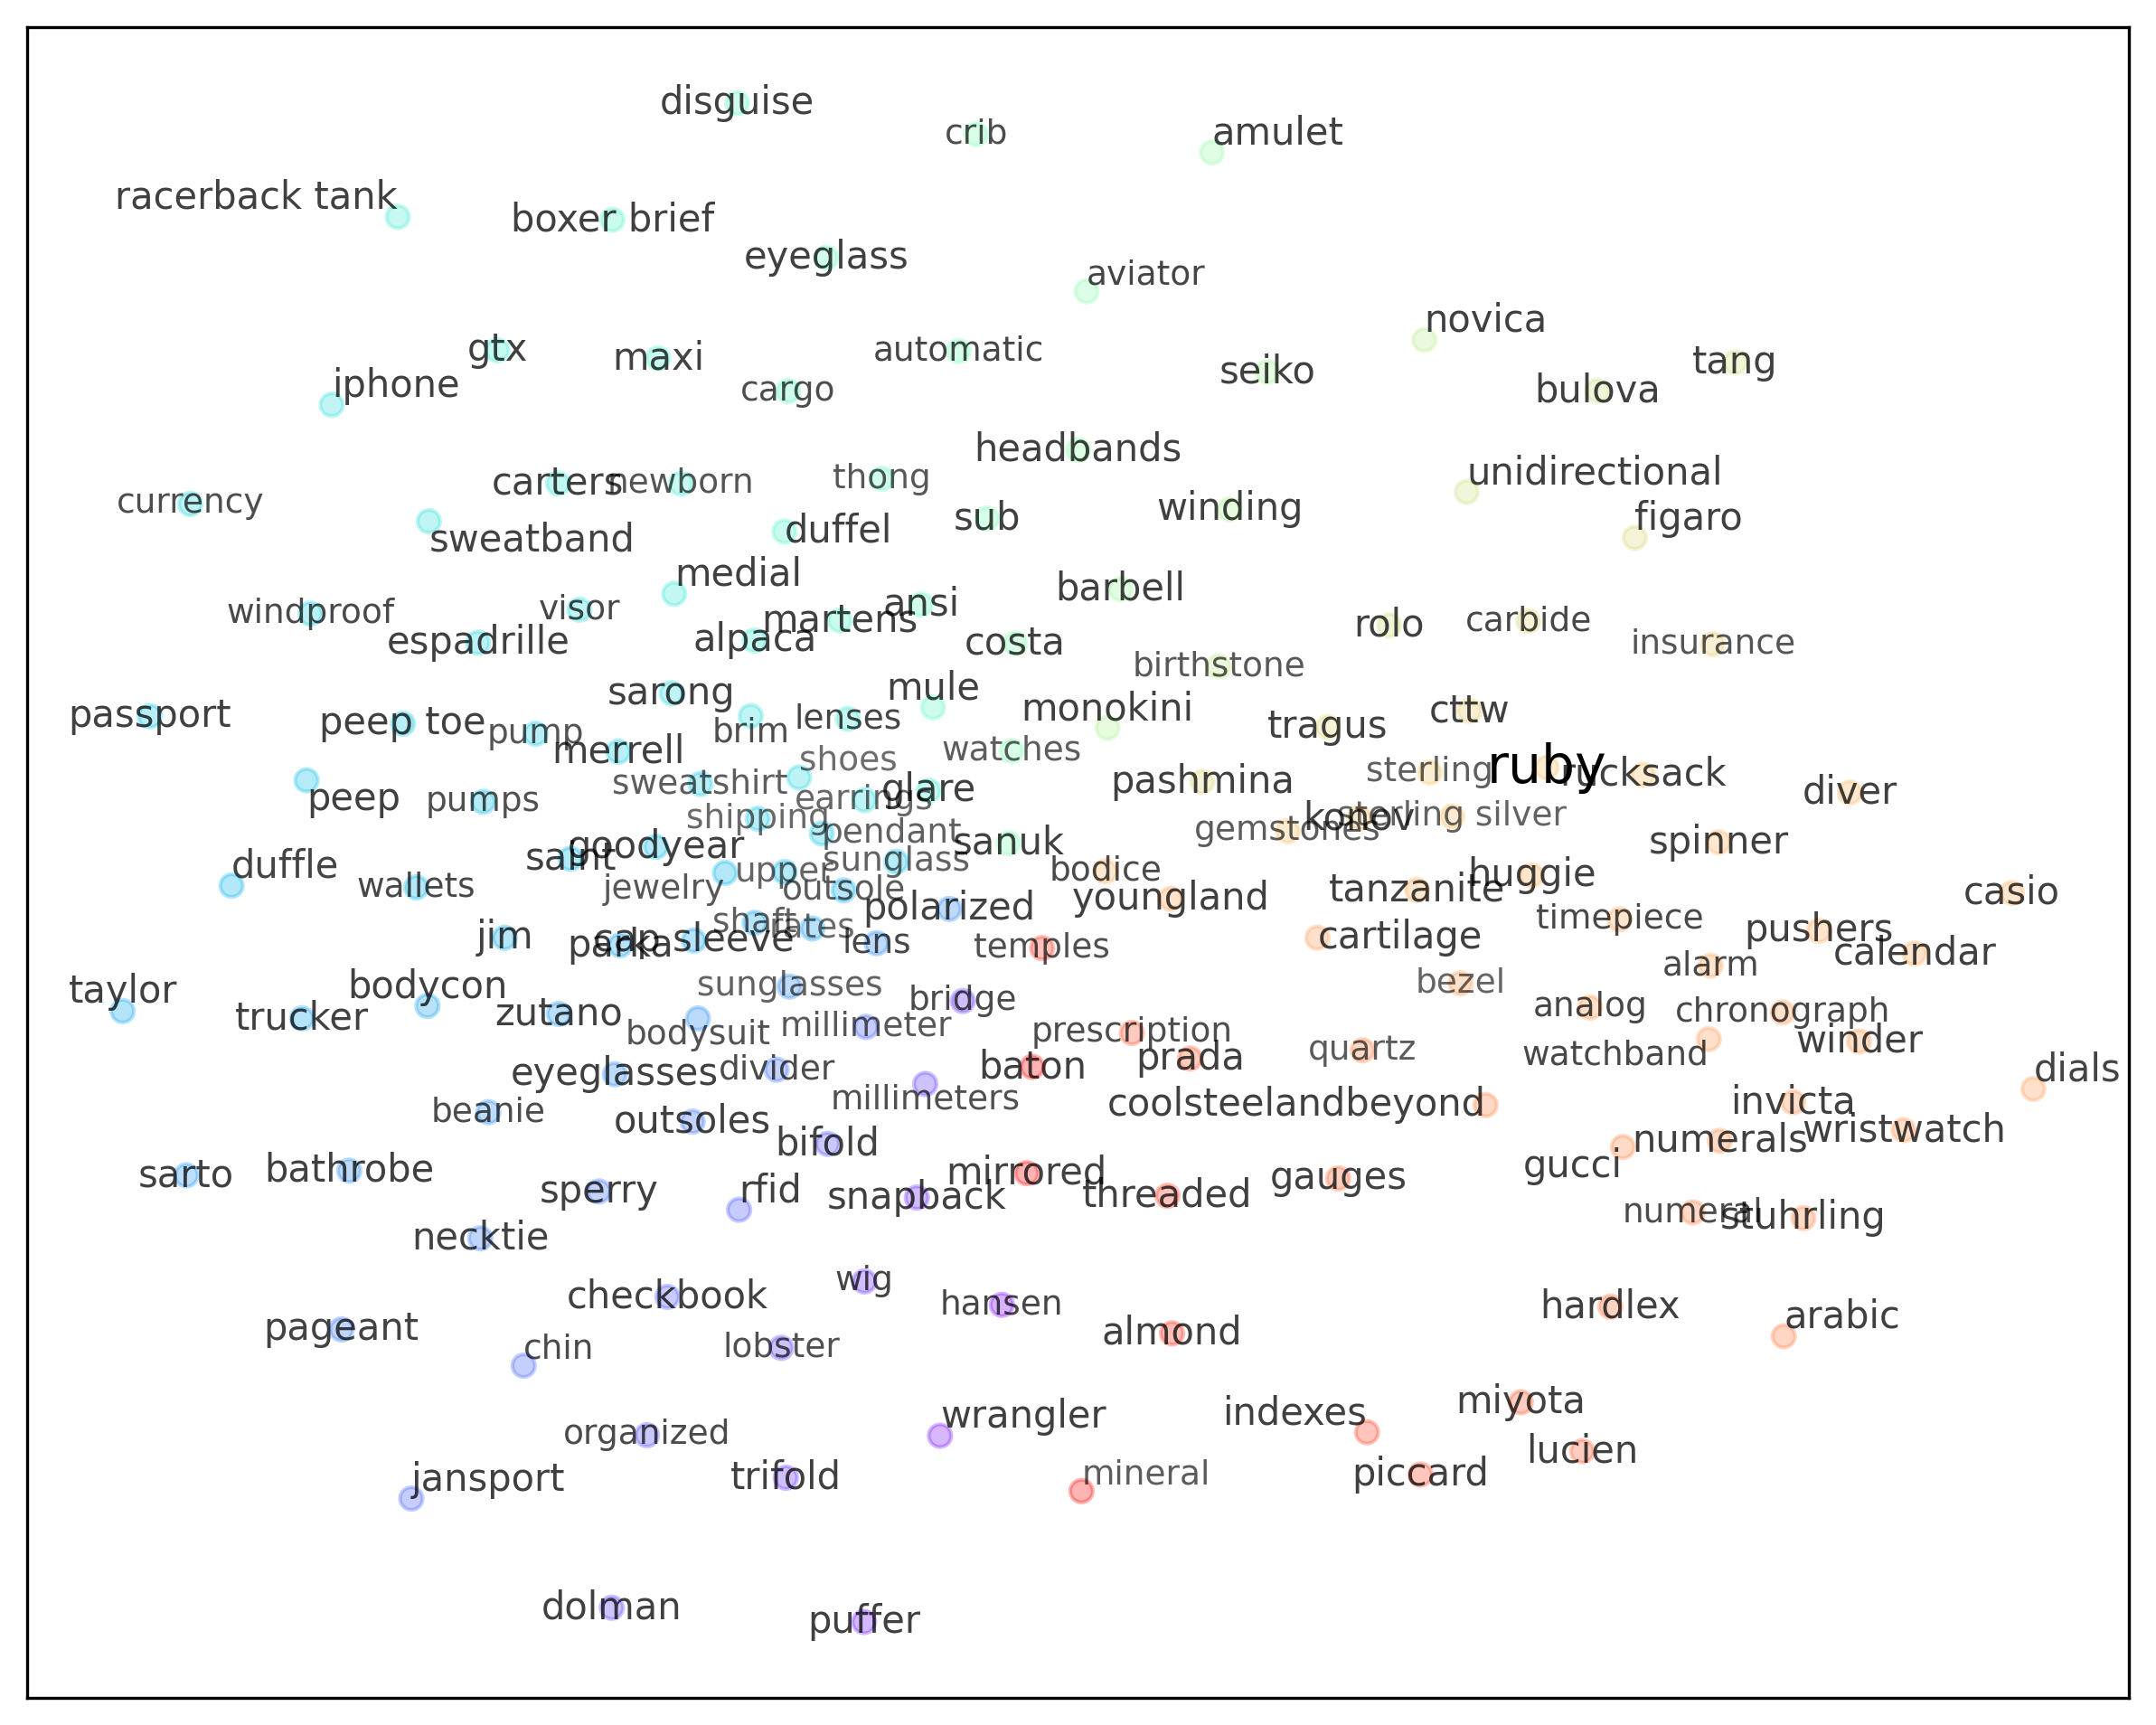 disguise
crib
amulet
racerback tank
boxer brief
eyeglass
aviator
novica
gtx
maxi
automatic
seiko
tang
iphone
cargo
bulova
headbands
carters
newborn
thong
unidirectional
currency
sweatband
duffel
sub
winding
figaro
medial
barbell
windproof
visor
ansi
martens
rolo
carbide
espadrille
alpaca
costa
insurance
birthstone
sarong
mule
passport
peep toe
pump
brim
lenses
monokini
tragus
cttw
merrell
shoes
watches
ruby
peep
pumps
sweatshirt
earrings
glare
pashmina
sterling
rucksack
diver
shipping
pendant
gemstones
konov
sterling silver
goodyear
saint
sunglass
sanuk
spinner
duffle
wallets
jewelry
upper
outsole
bodice
youngland
tanzanite
huggie
casio
jim
parka
cap sleeve
shaft
rates
polarized
lens
temples
cartilage
timepiece
pushers
calendar
taylor
trucker
bodycon
zutano
sunglasses
bodysuit
millimeter
bridge
prescription
bezel
alarm
analog
chronograph
eyeglasses
divider
baton
prada
quartz
watchband
winder
dials
beanie
outsoles
millimeters
coolsteelandbeyond
invicta
sarto
bathrobe
bifold
mirrored
numerals
wristwatch
sperry
rfid
snapback
threaded
gauges
gucci
necktie
numeral
stuhrling
checkbook
wig
hansen
pageant
chin
lobster
almond
hardlex
arabic
organized
wrangler
indexes
miyota
jansport
trifold
mineral
piccard
lucien
dolman
puffer